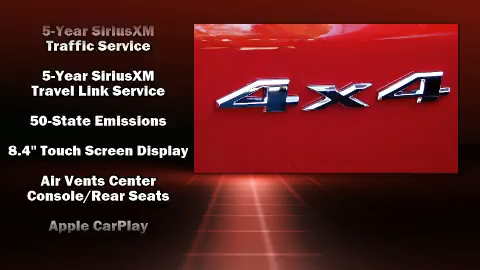 5-Year SiriusXM
Traffic Service
5-Year SiriusXM
Travel Link Service
50-State Emissions
8.4" Touch Screen Display
Air Vents Center
Console/Rear Seats
Apple CarPlay
4x4